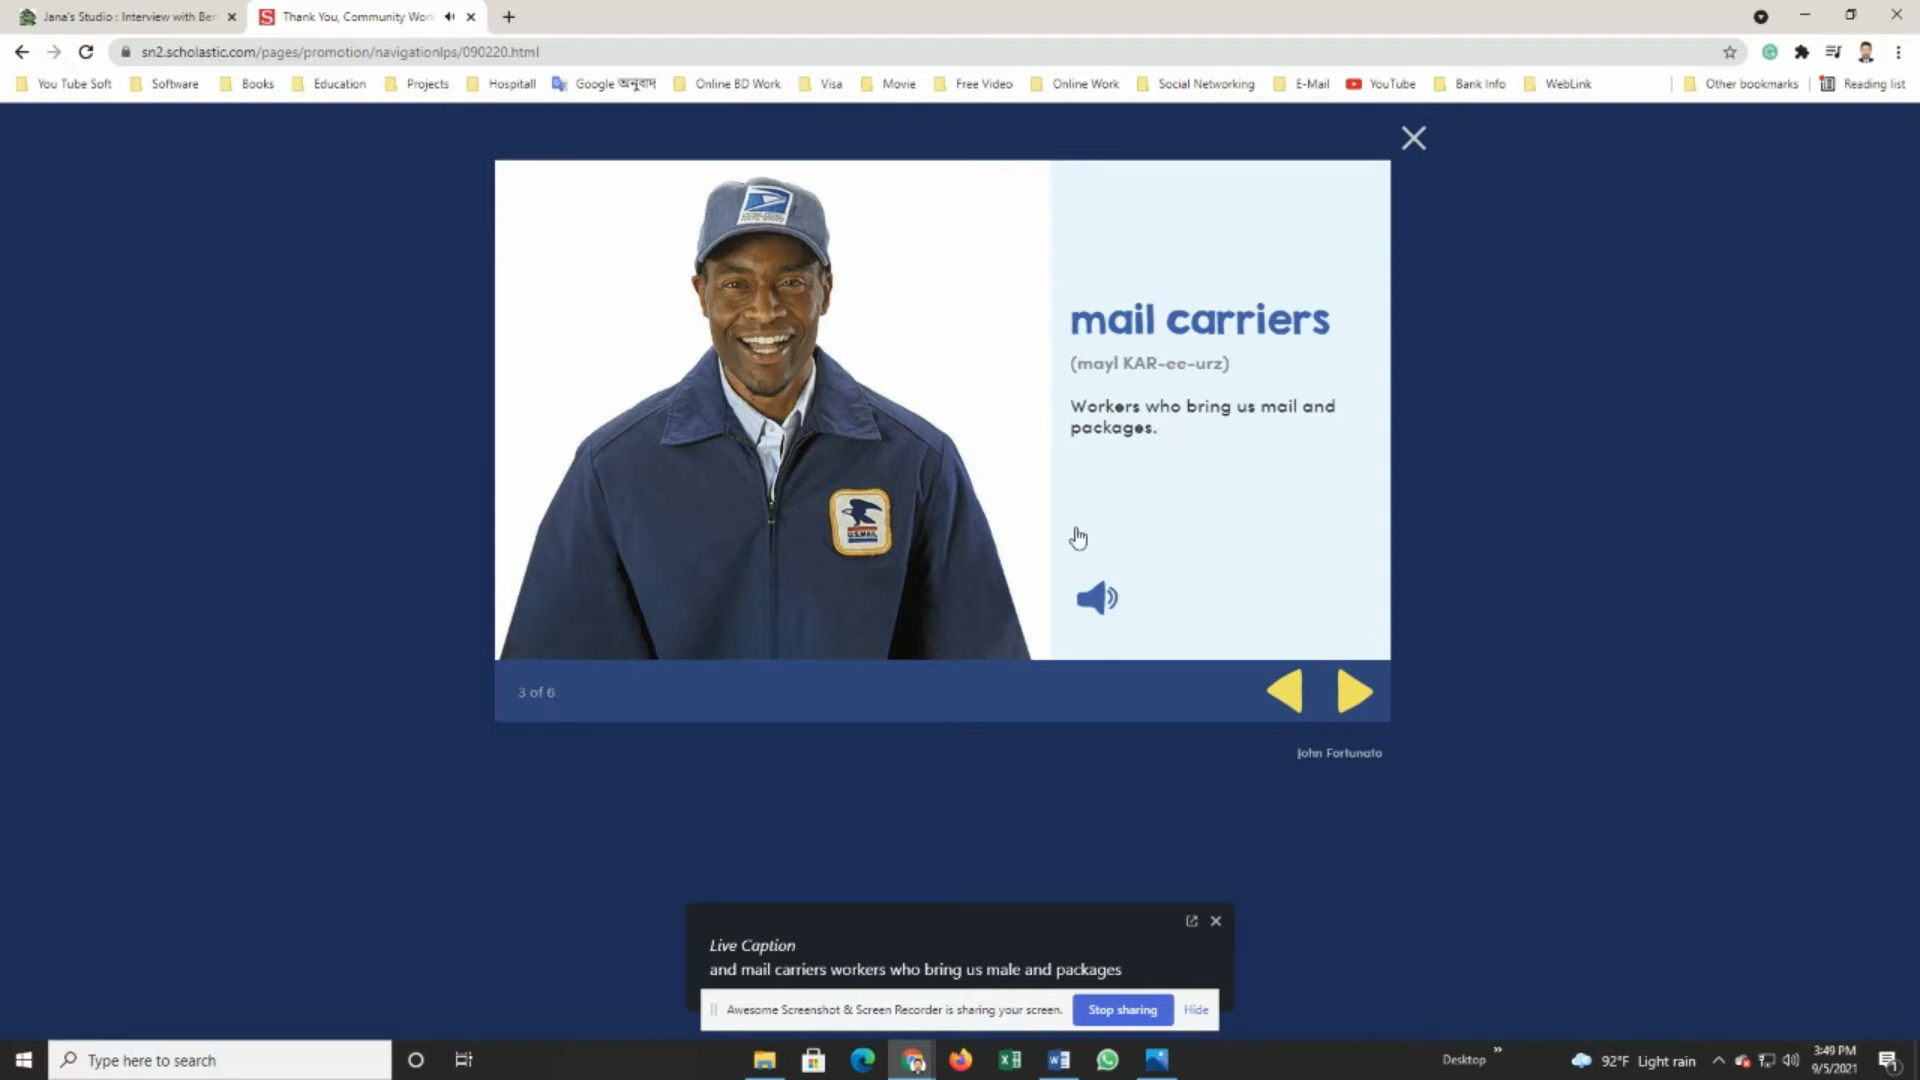 Jana's Studio : Interview with Ber
Thank You, Community Work
sn2.scholastic.com/pages/promotion/navigationlps/090220.html
You Tube Soft
Software
Books
Education
Projects
Hospitall
Google অনুবাদ
Online BD Work
Visa
Movie
Free Video
Online Work
Social Networking
E-Mail
YouTube
Bank Info
WebLink
Other bookmarks
Reading list
U.S.MAIL
mail carriers
(mayl KAR-ee-urz)
Workers who bring us mail and
packages.
3 of 6
John Fortunato
Live Caption
and mail carriers workers who bring us male and packages
Awesome Screenshot & Screen Recorder is sharing your screen.
Stop sharing
Hide
Type here to search
Desktop
92°F Light rain
3:49 PM
9/5/2021
1